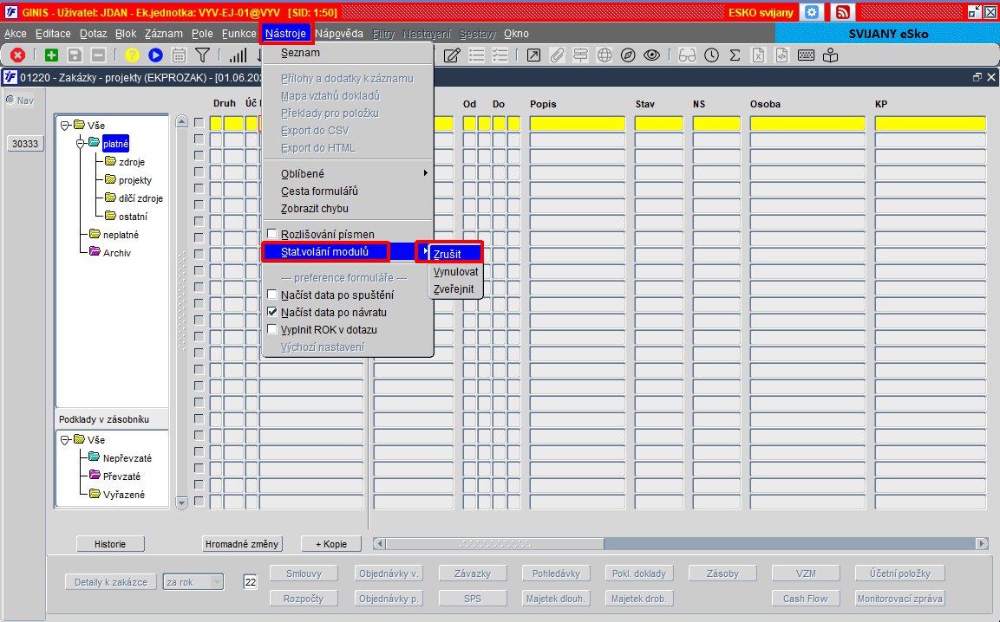 GINIS - Uživatel: JDAN - Ek.jednotka: VYV-EJ-01@VYV [SID: 1:50] ESKO svijany
Akce Editace Dotaz Blok Záznam Pole Funkce Nástroje Nápověda Filtry Nastavení Sestavy Okno SVIJANY eSko
01220 - Zakázky - projekty (EKPROZAK) - [01.06.202
Nav
30333
Druh Úč Od Do Popis Stav NS Osoba KP
Vše
platné
zdroje
projekty
dílčí zdroje
ostatní
neplatné
Archiv
Seznam
Přílohy a dodatky k záznamu
Mapa vztahů dokladů
Překlady pro položku
Export do CSV
Export do HTML
Oblíbené
Cesta formulářů
Zobrazit chybu
Rozlišování písmen
Stat.volání modulů
Zrušit
Vynulovat
Zveřejnit
--- preference formuláře ---
Načíst data po spuštění
Načíst data po návratu
Vyplnit ROK v dotazu
Výchozí nastavení
Podklady v zásobníku
Vše
Nepřevzaté
Převzaté
Vyřazené
Historie Hromadné změny + Kopie
Detaily k zakázce za rok 22
Smlouvy Objednávky v. Závazky Pohledávky Pokl. doklady Zásoby VZM Účetní položky
Rozpočty Objednávky p. SPS Majetek dlouh. Majetek drob. Cash Flow Monitorovací zpráva